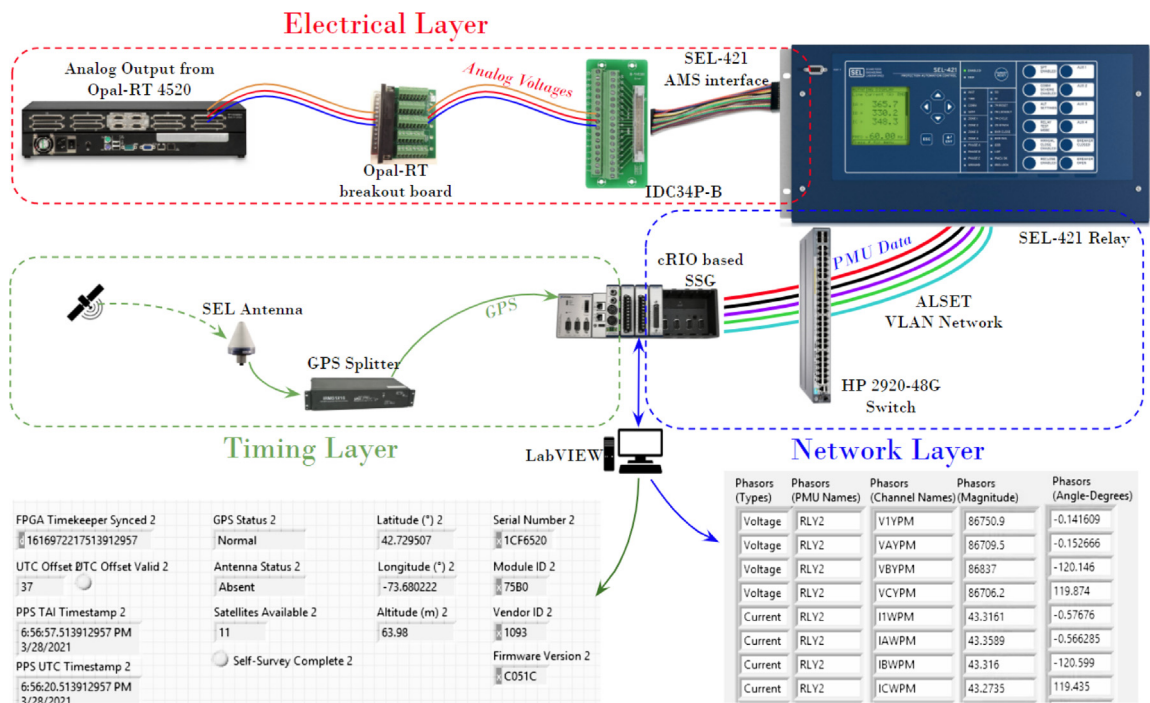 Electrical Layer
Analog Output from
Opal-RT 4520
Analog Voltages
SEL-421
AMS interface
Opal-RT
breakout board
IDC34P-B
SEL
SEL-421
365.7
330.2
348.3
60.00
SEL-421 Relay
PMU Data
cRIO based
SSG
ALSET
VLAN Network
HP 2920-48G
Switch
Network Layer
SEL Antenna
GPS
GPS Splitter
Timing Layer
LabVIEW
FPGA Timekeeper Synced 2
d 1616972217513912957
UTC Offset
UTC Offset Valid 2
37
PPS TAI Timestamp 2
6:56:57.513912957 PM
3/28/2021
PPS UTC Timestamp 2
6:56:20.513912957 PM
3/28/2021
GPS Status 2
Normal
Antenna Status 2
Absent
Satellites Available 2
11
Self-Survey Complete 2
Latitude (°) 2
42.729507
Longitude (°) 2
-73.680222
Altitude (m) 2
63.98
Serial Number 2
x 1CF6520
Module ID 2
x 75B0
Vendor ID 2
x 1093
Firmware Version 2
x C051C
Phasors Phasors Phasors Phasors Phasors
(Types) (PMU Names) (Channel Names) (Magnitude) (Angle-Degrees)
Voltage RLY2 V1YPM 86750.9 -0.141609
Voltage RLY2 VAYPM 86709.5 -0.152666
Voltage RLY2 VBYPM 86837 -120.146
Voltage RLY2 VCYPM 86706.2 119.874
Current RLY2 I1WPM 43.3161 -0.57676
Current RLY2 IAWPM 43.3589 -0.566285
Current RLY2 IBWPM 43.316 -120.599
Current RLY2 ICWPM 43.2735 119.435